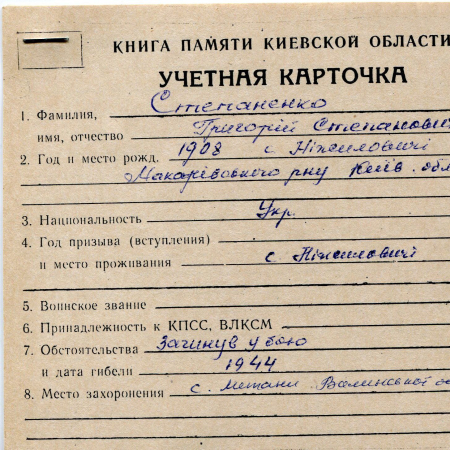 КНИГА ПАМЯТИ КИЕВСКОЙ ОБЛАСТИ
УЧЕТНАЯ КАРТОЧКА
1. Фамилия, Степаненко
имя, отчество Григорій Степанович
2. Год и место рожд. 1908 с. Ніжиловичі
Макарівського р-ну Київ. обл
3. Национальность Укр.
4. Год призыва (вступления)
и место проживания с. Ніжиловичі
5. Воинское звание
6. Принадлежность к КПСС, ВЛКСМ
7. Обстоятельства Загинув у бою
и дата гибели 1944
8. Место захоронения с.